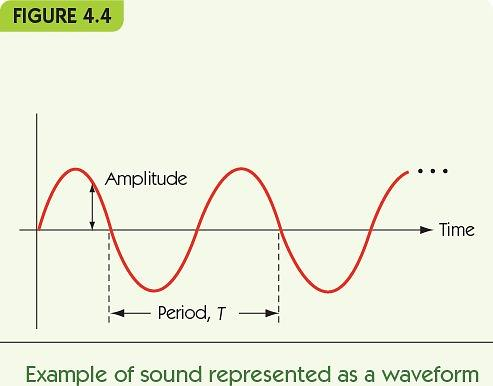 FIGURE 4.4
Amplitude
Time
Period, T
Example of sound represented as a waveform